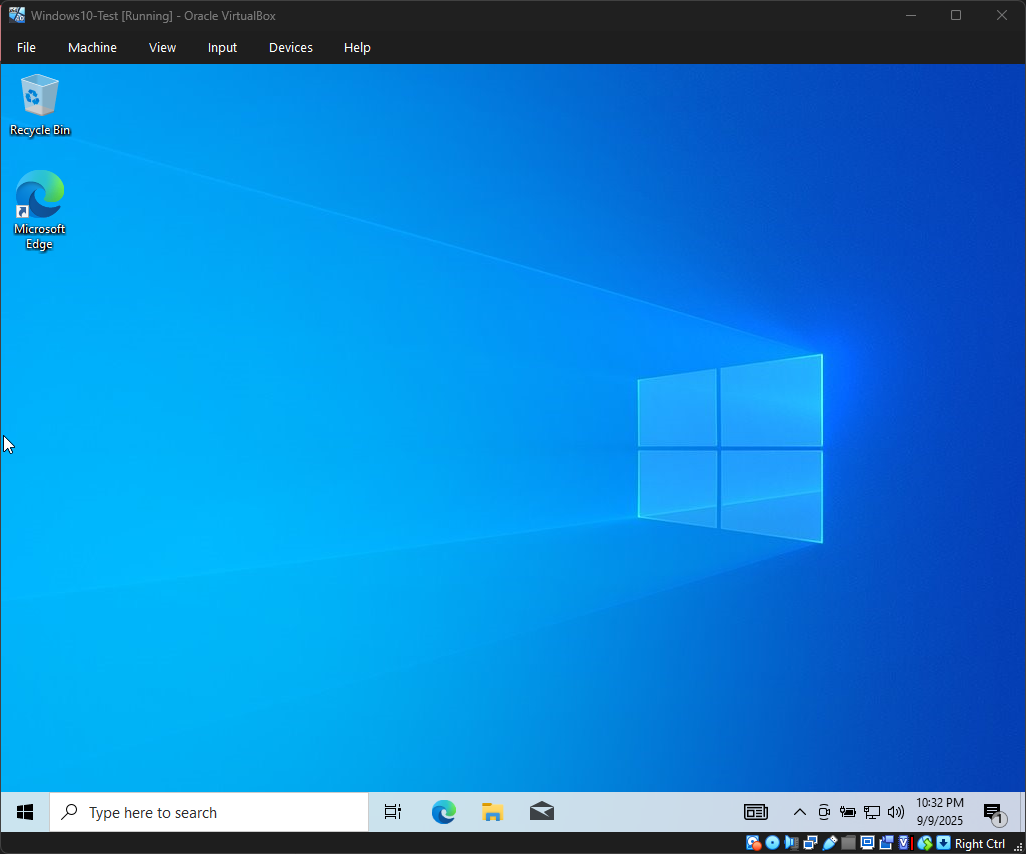 Windows10-Test [Running] - Oracle VirtualBox
File Machine View Input Devices Help
Recycle Bin
Microsoft
Edge
Type here to search
10:32 PM
9/9/2025
1
Right Ctrl